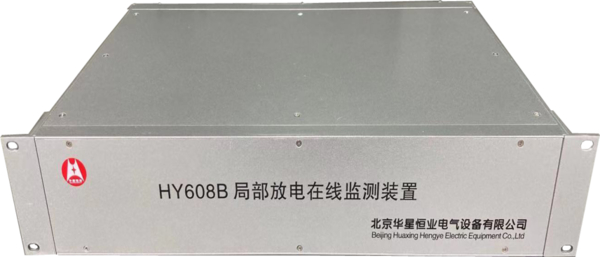 HY608B 局部放电在线监测装置
北京华星恒业电气设备有限公司
Beijing Huaxing Hengye Electric Equipment Co.,Ltd